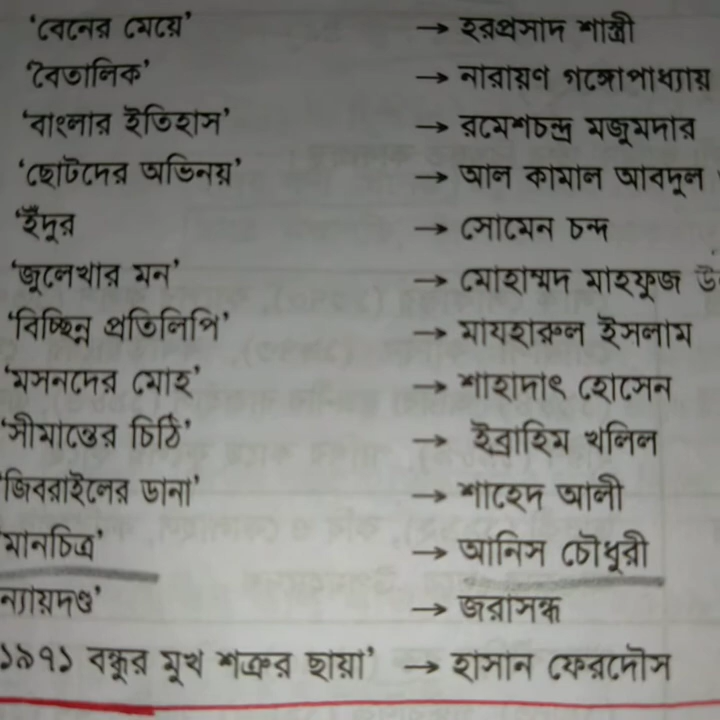 'বেনের মেয়ে' → হরপ্রসাদ শাস্ত্রী
'বৈতালিক' → নারায়ণ গঙ্গোপাধ্যায়
'বাংলার ইতিহাস' → রমেশচন্দ্র মজুমদার
'ছোটদের অভিনয়' → আল কামাল আবদুল
'ইঁদুর → সোমেন চন্দ
'জুলেখার মন' → মোহাম্মদ মাহফুজ
'বিচ্ছিন্ন প্রতিলিপি' → মাযহারুল ইসলাম
'মসনদের মোহ' → শাহাদাৎ হোসেন
'সীমান্তের চিঠি' → ইব্রাহিম খলিল
'জিবরাইলের ডানা' → শাহেদ আলী
মানচিত্র' → আনিস চৌধুরী
ন্যায়দণ্ড' → জরাসন্ধ
১৯৭১ বন্ধুর মুখ শত্রুর ছায়া' → হাসান ফেরদৌস